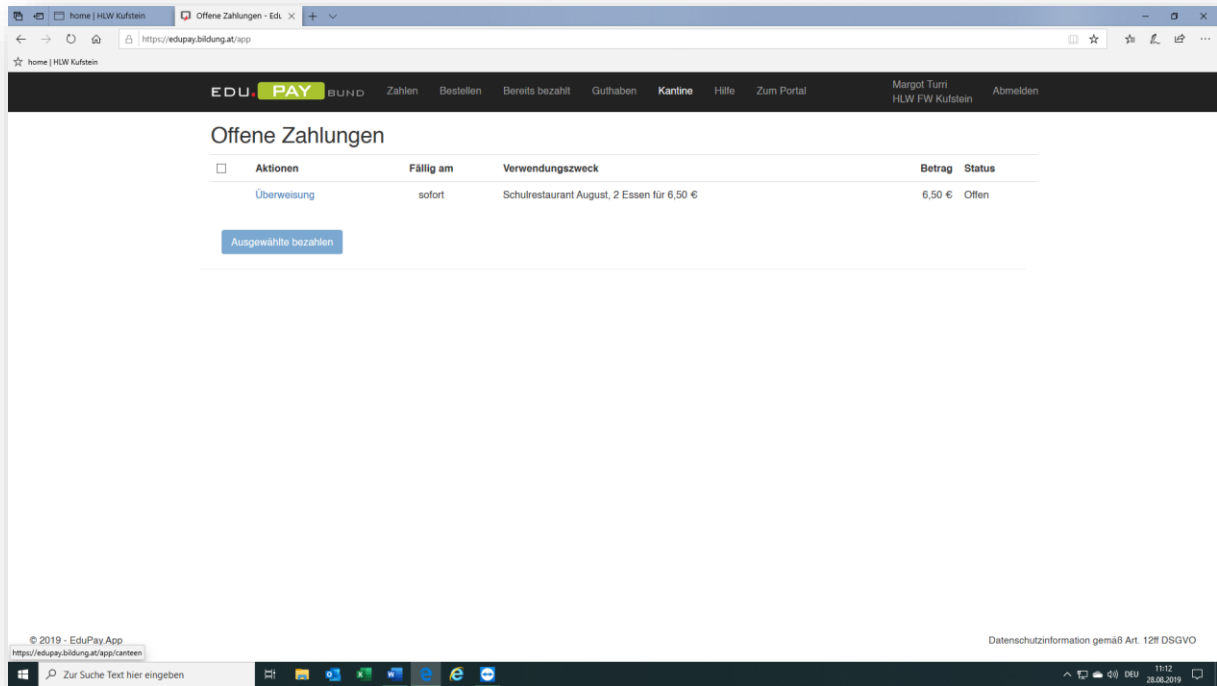 home | HLW Kufstein
Offene Zahlungen - Edu
https://edupay.bildung.at/app
home | HLW Kufstein
EDU.PAY BUND Zahlen Bestellen Bereits bezahlt Guthaben Kantine Hilfe Zum Portal Margot Turri Abmelden
HLW FW Kufstein
Offene Zahlungen
Aktionen Fällig am Verwendungszweck Betrag Status
Überweisung sofort Schulrestaurant August, 2 Essen für 6,50 € 6,50 € Offen
Ausgewählte bezahlen
© 2019 - EduPay.App Datenschutzinformation gemäß Art. 12ff DSGVO
https://edupay.bildung.at/app/canteen
Zur Suche Text hier eingeben DEU 11:12
28.08.2019